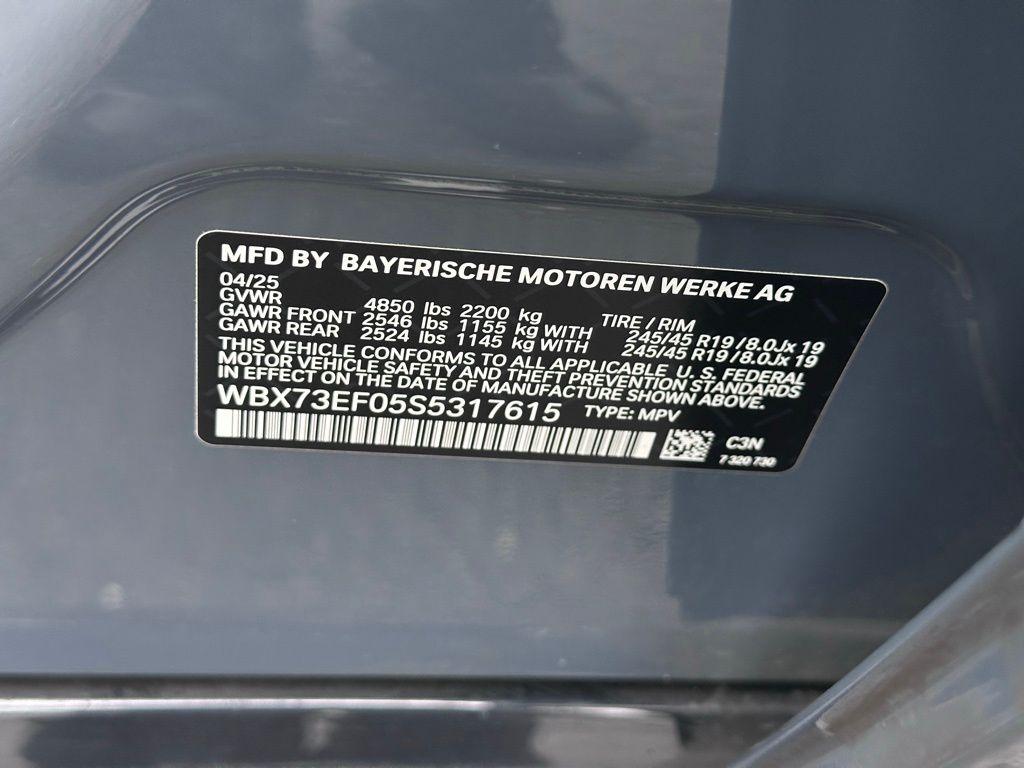 MFD BY BAYERISCHE MOTOREN WERKE AG
04/25
GVWR 4850 lbs 2200 kg TIRE / RIM
GAWR FRONT 2546 lbs 1155 kg WITH 245/45 R19 /8.0Jx 19
GAWR REAR 2524 lbs 1145 kg WITH 245/45 R19 /8.0Jx 19
THIS VEHICLE CONFORMS TO ALL APPLICABLE U. S. FEDERAL
MOTOR VEHICLE SAFETY AND THEFT PREVENTION STANDARDS
IN EFFECT ON THE DATE OF MANUFACTURE SHOWN ABOVE.
WBX73EF05S5317615 TYPE: MPV
C3N
7 320 730